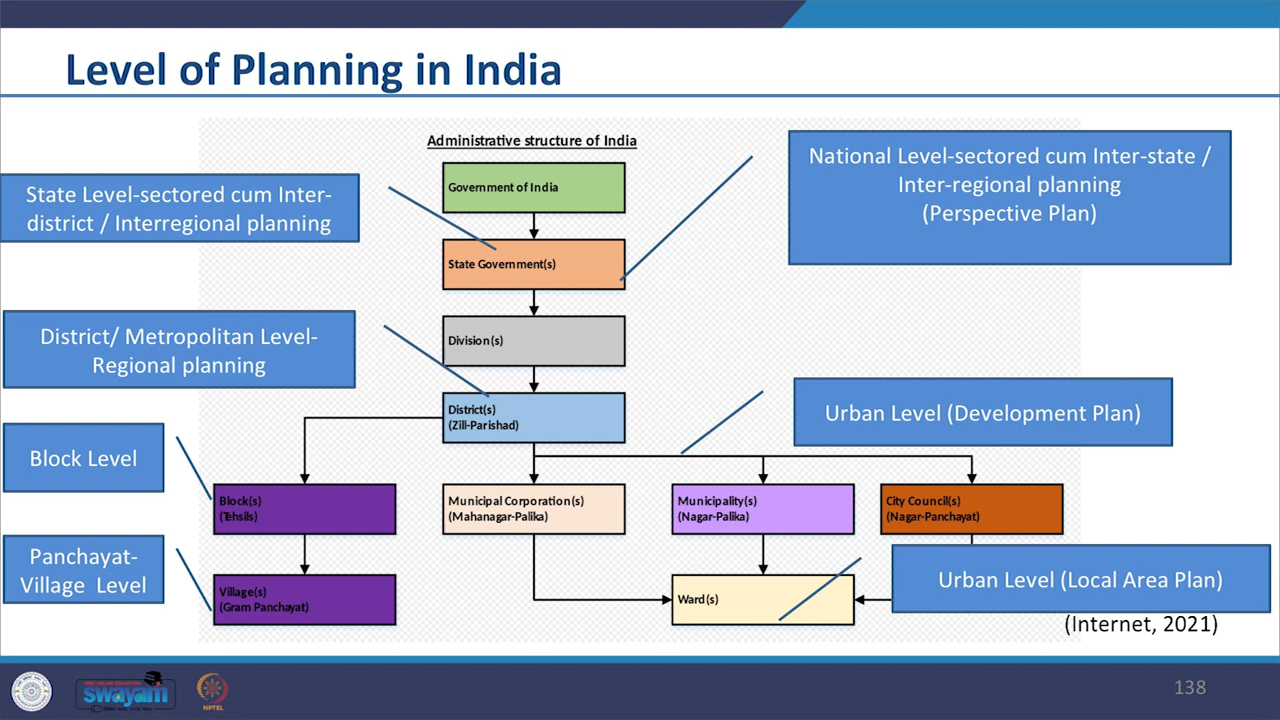 Level of Planning in India
Administrative structure of India
Government of India
State Government(s)
Division(s)
District(s)
(Zill-Parishad)
Block(s)
(Tehsils)
Municipal Corporation(s)
(Mahanagar-Palika)
Municipality(s)
(Nagar-Palika)
City Council(s)
(Nagar-Panchayat)
Village(s)
(Gram Panchayat)
Ward(s)
State Level-sectored cum Inter-
district / Interregional planning
National Level-sectored cum Inter-state /
Inter-regional planning
(Perspective Plan)
District/ Metropolitan Level-
Regional planning
Urban Level (Development Plan)
Block Level
Panchayat-
Village Level
Urban Level (Local Area Plan)
(Internet, 2021)
swayam
NPTEL
138